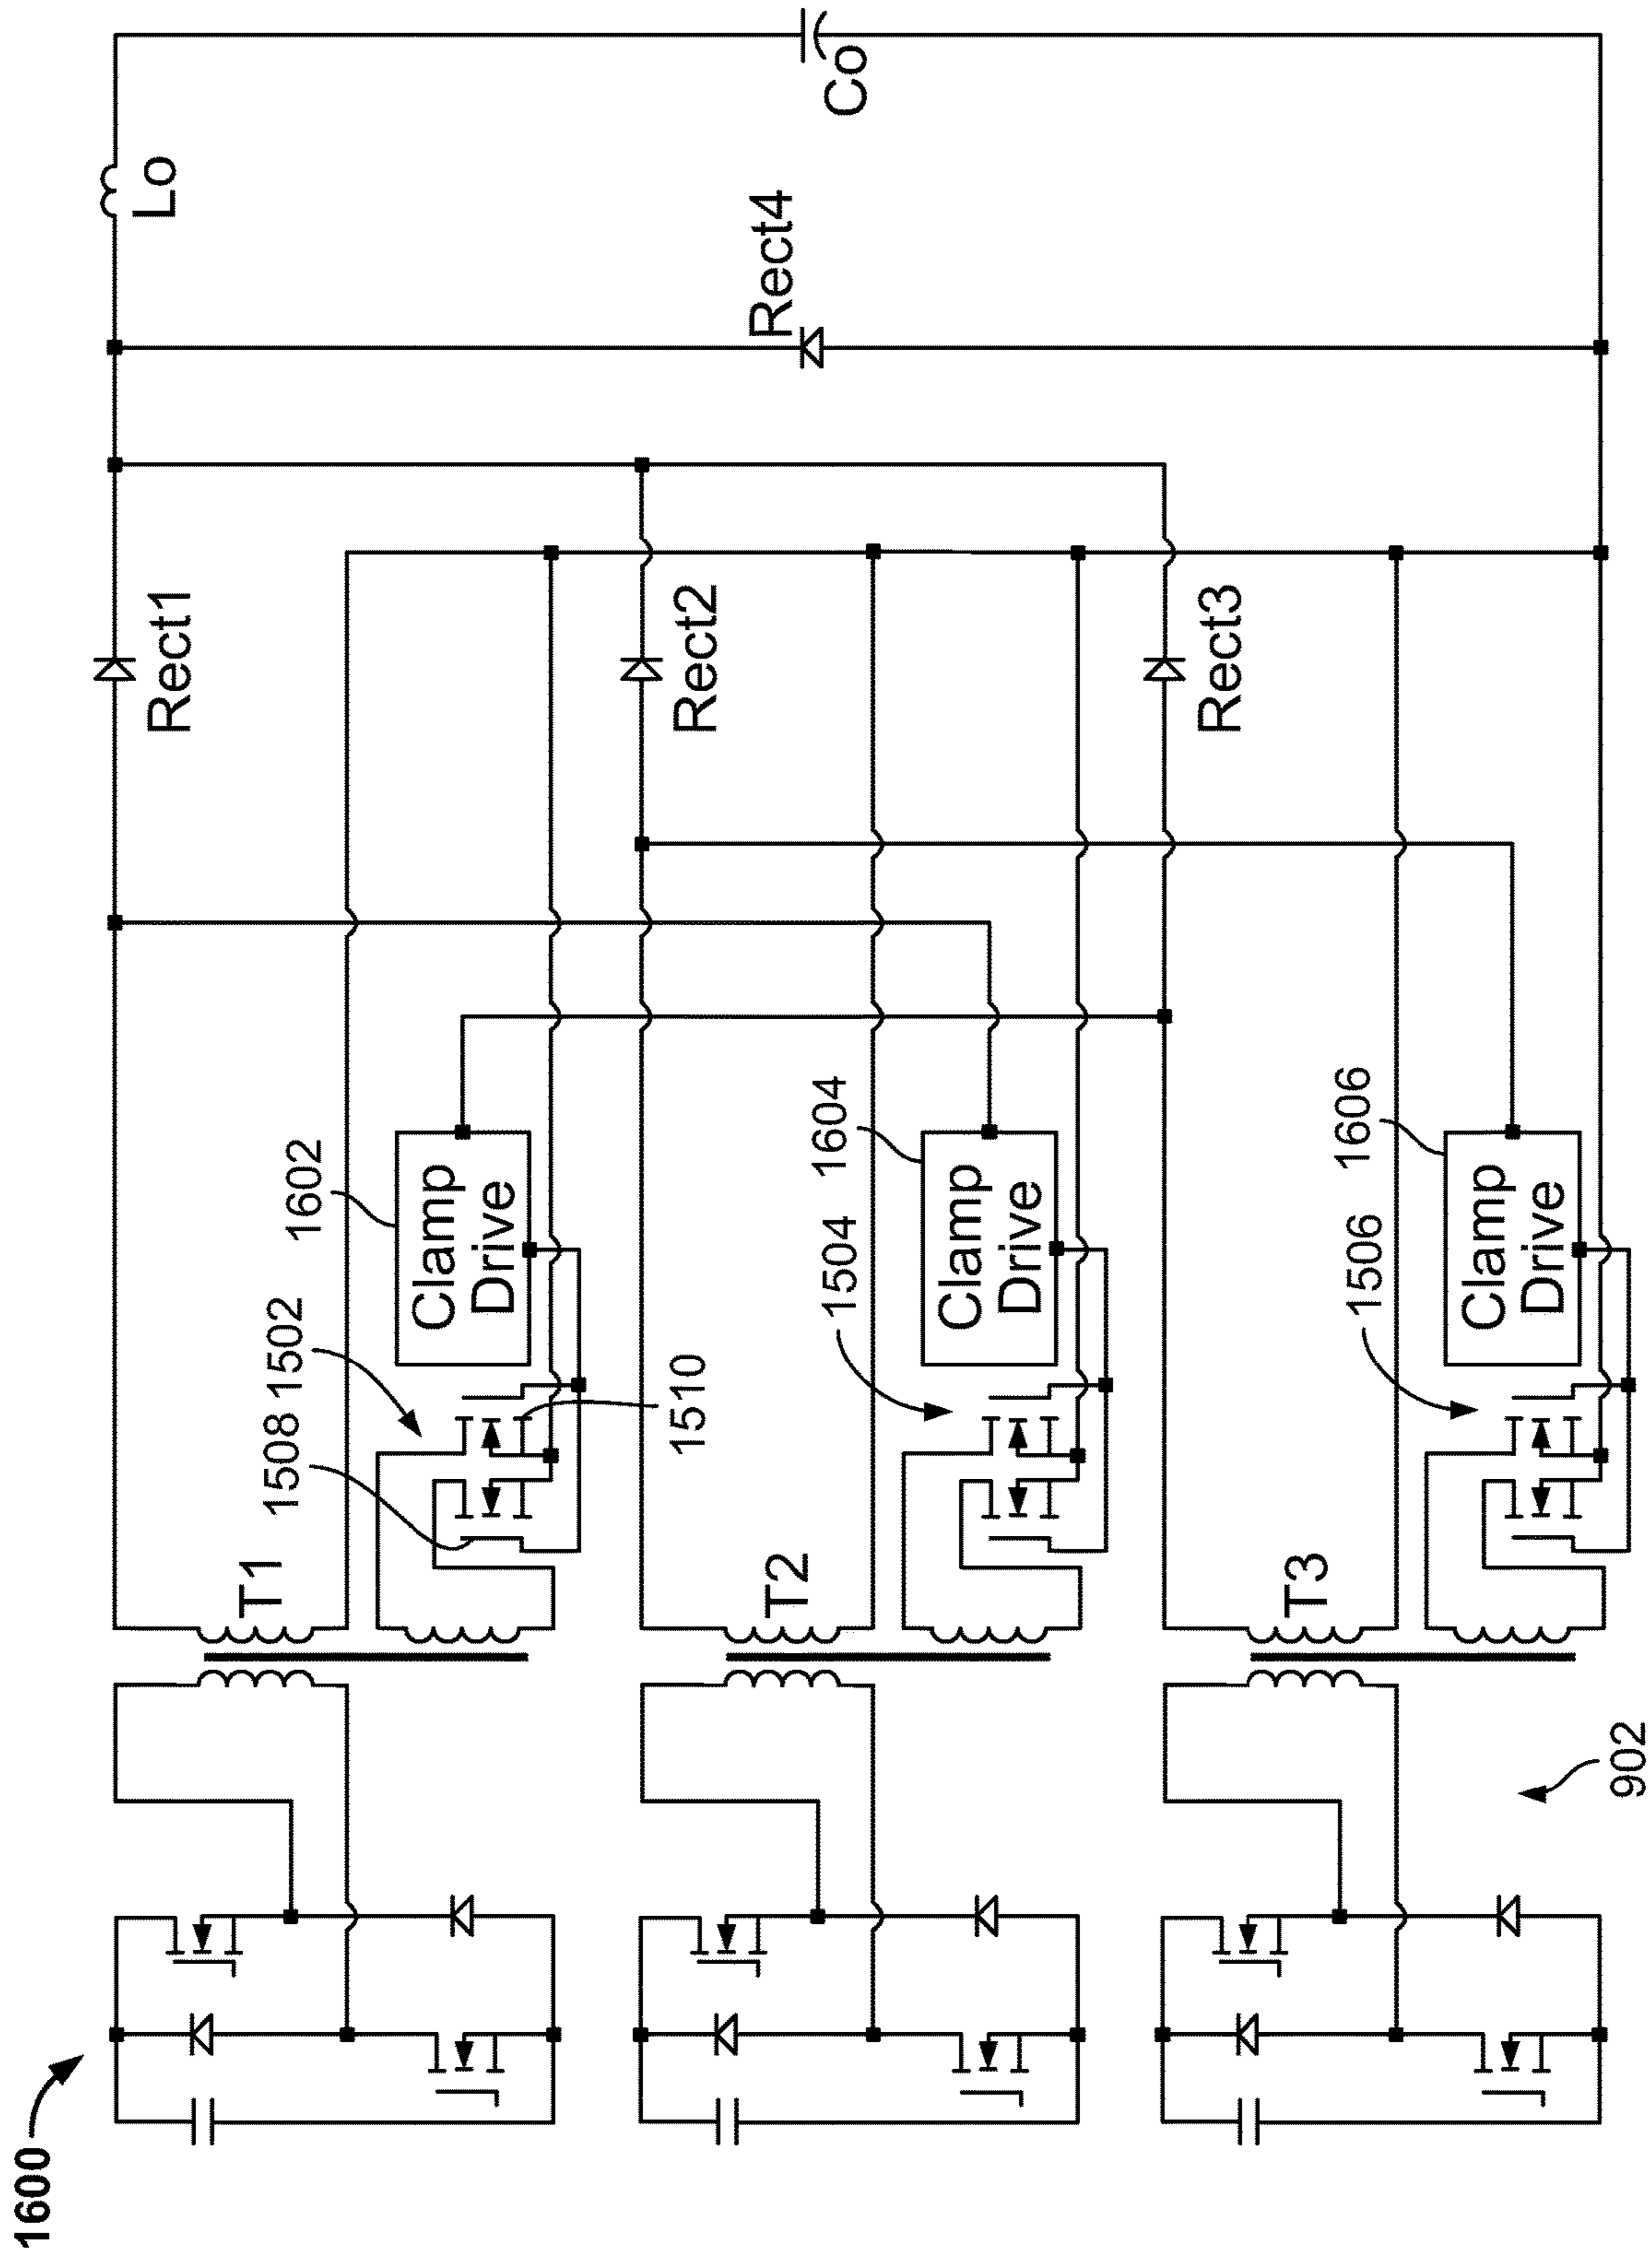 1600
902
T1
T2
T3
1508
1502
1510
1602
Clamp
Drive
1504
1604
Clamp
Drive
1506
1606
Clamp
Drive
Rect1
Rect2
Rect3
Rect4
Lo
Co